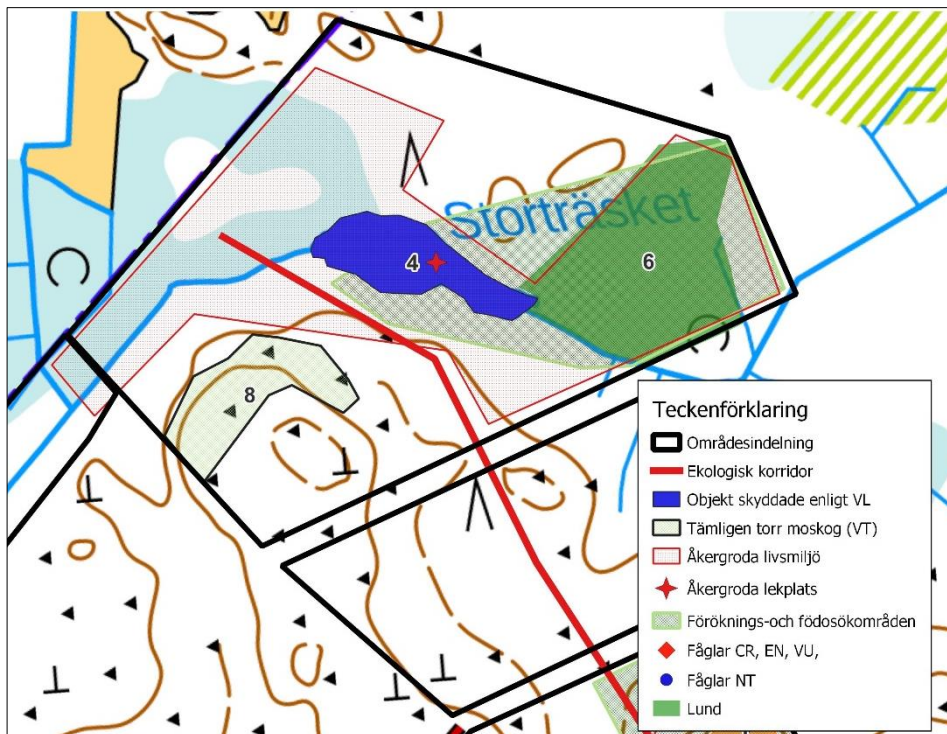 Storträsket
4
6
8
Teckenförklaring
Områdesindelning
Ekologisk korridor
Objekt skyddade enligt VL
Tämligen torr moskog (VT)
Åkergroda livsmiljö
Åkergroda lekplats
Föröknings-och födosökområden
Fåglar CR, EN, VU,
Fåglar NT
Lund